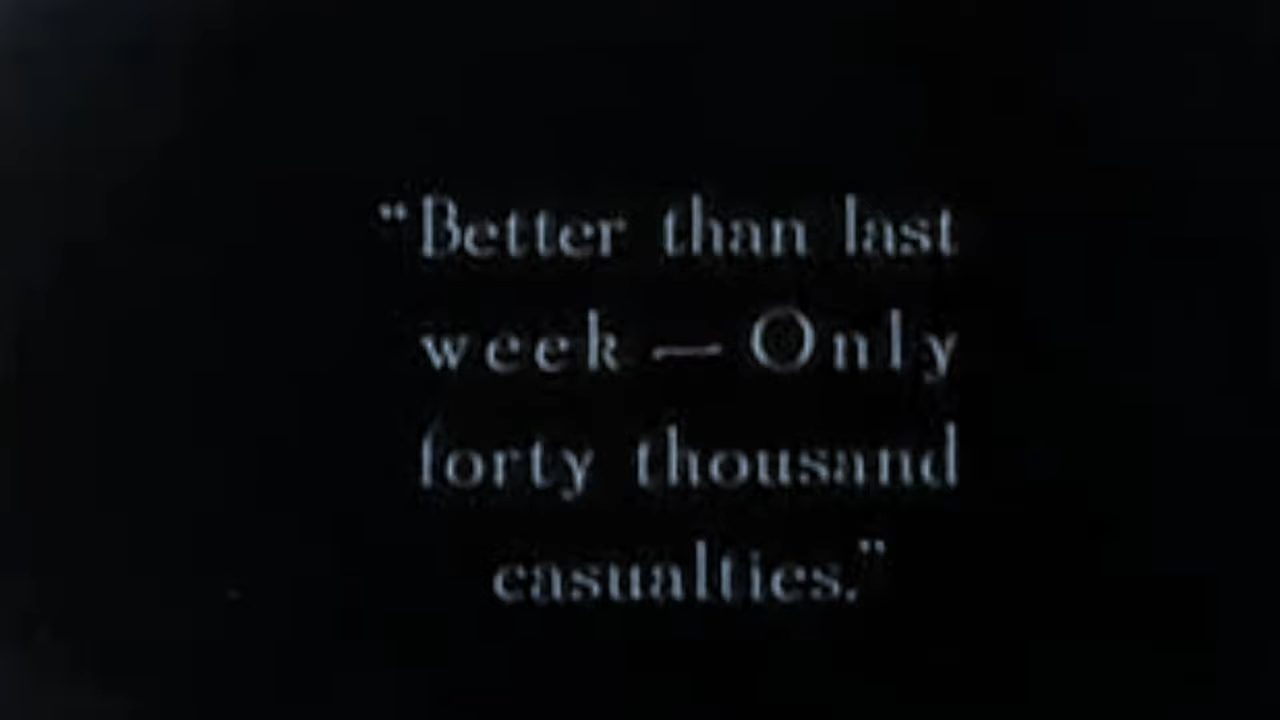 “Better than last
week — Only
forty thousand
casualties.”